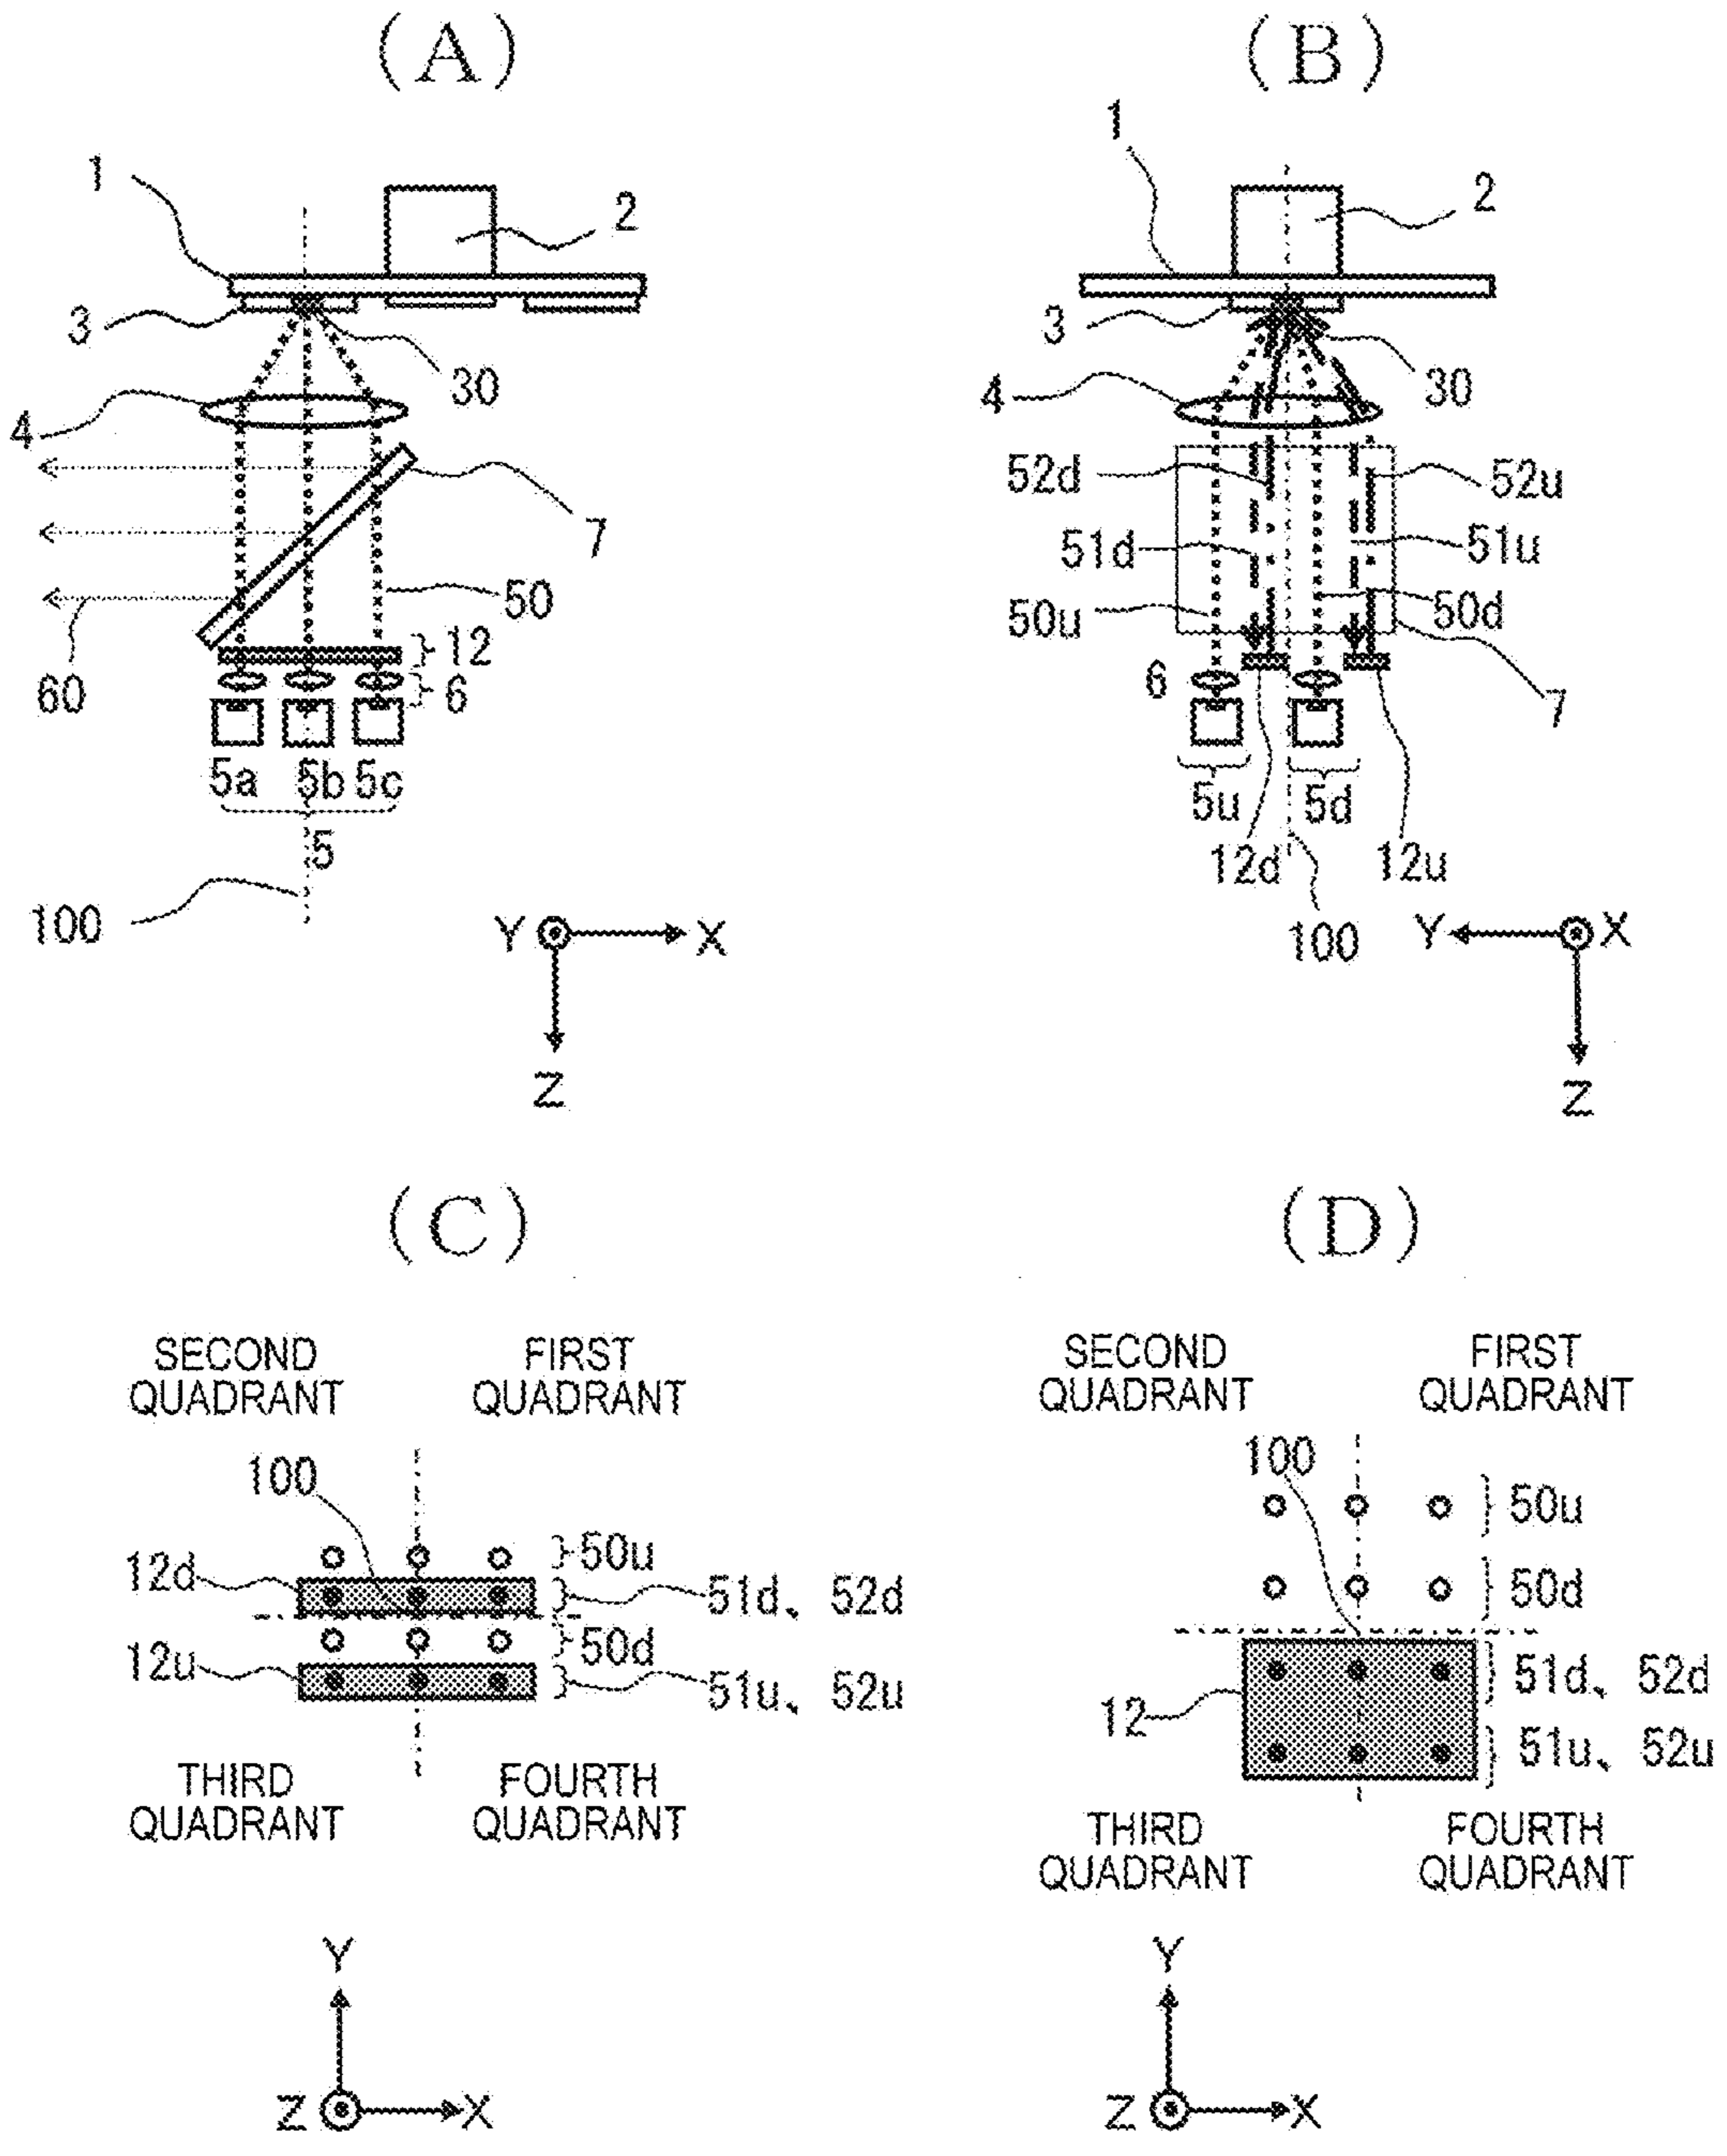 (A)
1
2
3
30
4
7
50
12
6
60
5a 5b 5c
5
100
Y X
Z
(B)
1
2
3
30
4
52d 52u
51d 51u
50u 50d
6
7
5u 5d
12d 12u
100
Y X
Z
(C)
SECOND QUADRANT
FIRST QUADRANT
100
50u
12d
51d、52d
50d
12u
51u、52u
THIRD QUADRANT
FOURTH QUADRANT
Y
Z X
(D)
SECOND QUADRANT
FIRST QUADRANT
100
50u
50d
51d、52d
12
51u、52u
THIRD QUADRANT
FOURTH QUADRANT
Y
Z X